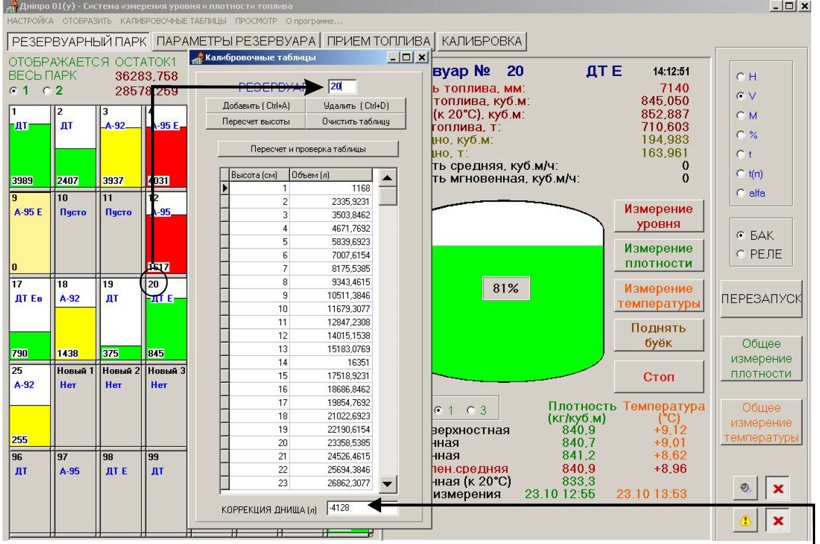 Дніпро 01(у) - Система измерения уровня и плотности топлива
НАСТРОЙКА ОТОБРАЗИТЬ КАЛИБРОВОЧНЫЕ ТАБЛИЦЫ ПРОСМОТР О программе...
РЕЗЕРВУАРНЫЙ ПАРК ПАРАМЕТРЫ РЕЗЕРВУАРА ПРИЕМ ТОПЛИВА КАЛИБРОВКА
ОТОБРАЖАЕТСЯ ОСТАТОК1
ВЕСЬ ПАРК 36283,758
1 2 28578,259
1 2 3 4
ДТ ДТ А-92 А-95 Е
3989 2407 3937 4031
9 10 11 12
А-95 Е Пусто Пусто А-95
0 1617
17 18 19 20
ДТ Ев А-92 ДТ ДТ Е
790 1438 375 845
25 Новый 1 Новый 2 Новый 3
А-92 Нет Нет Нет
255
96 97 98 99
ДТ А-95 ДТ Е ДТ
Калибровочные таблицы
РЕЗЕРВУАР 20
Добавить ( Ctrl+A) Удалить (Ctrl+D)
Пересчет высоты Очистить таблицу
Пересчет и проверка таблицы
Высота (см) Объем (л)
1 1168
2 2335,9231
3 3503,8462
4 4671,7692
5 5839,6923
6 7007,6154
7 8175,5385
8 9343,4615
9 10511,3846
10 11679,3077
11 12847,2308
12 14015,1538
13 15183,0769
14 16351
15 17518,9231
16 18686,8462
17 19854,7692
18 21022,6923
19 22190,6154
20 23358,5385
21 24526,4615
22 25694,3846
23 26862,3077
КОРРЕКЦИЯ ДНИЩА (л) -4128
вуар № 20 ДТ Е 14:12:51
ь топлива, мм: 7140
топлива, куб.м: 845,050
(к 20°C), куб.м: 852,887
оплива, т: 710,603
но, куб.м: 194,983
но, т: 163,961
ть средняя, куб.м/ч: 0
ть мгновенная, куб.м/ч: 0
81%
Измерение уровня
Измерение плотности
Измерение температуры
Поднять буёк
Стоп
1 3 Плотность (кг/куб.м) Температура (°C)
верхностная 840,9 +9,12
нная 840,7 +9,01
нная 841,2 +8,62
лен.средняя 840,9 +8,96
нная (к 20°C) 833,3
измерения 23.10 12:55 23.10 13:53
H
V
M
%
t
t(п)
alfa
БАК
РЕЛЕ
ПЕРЕЗАПУСК
Общее измерение плотности
Общее измерение температуры